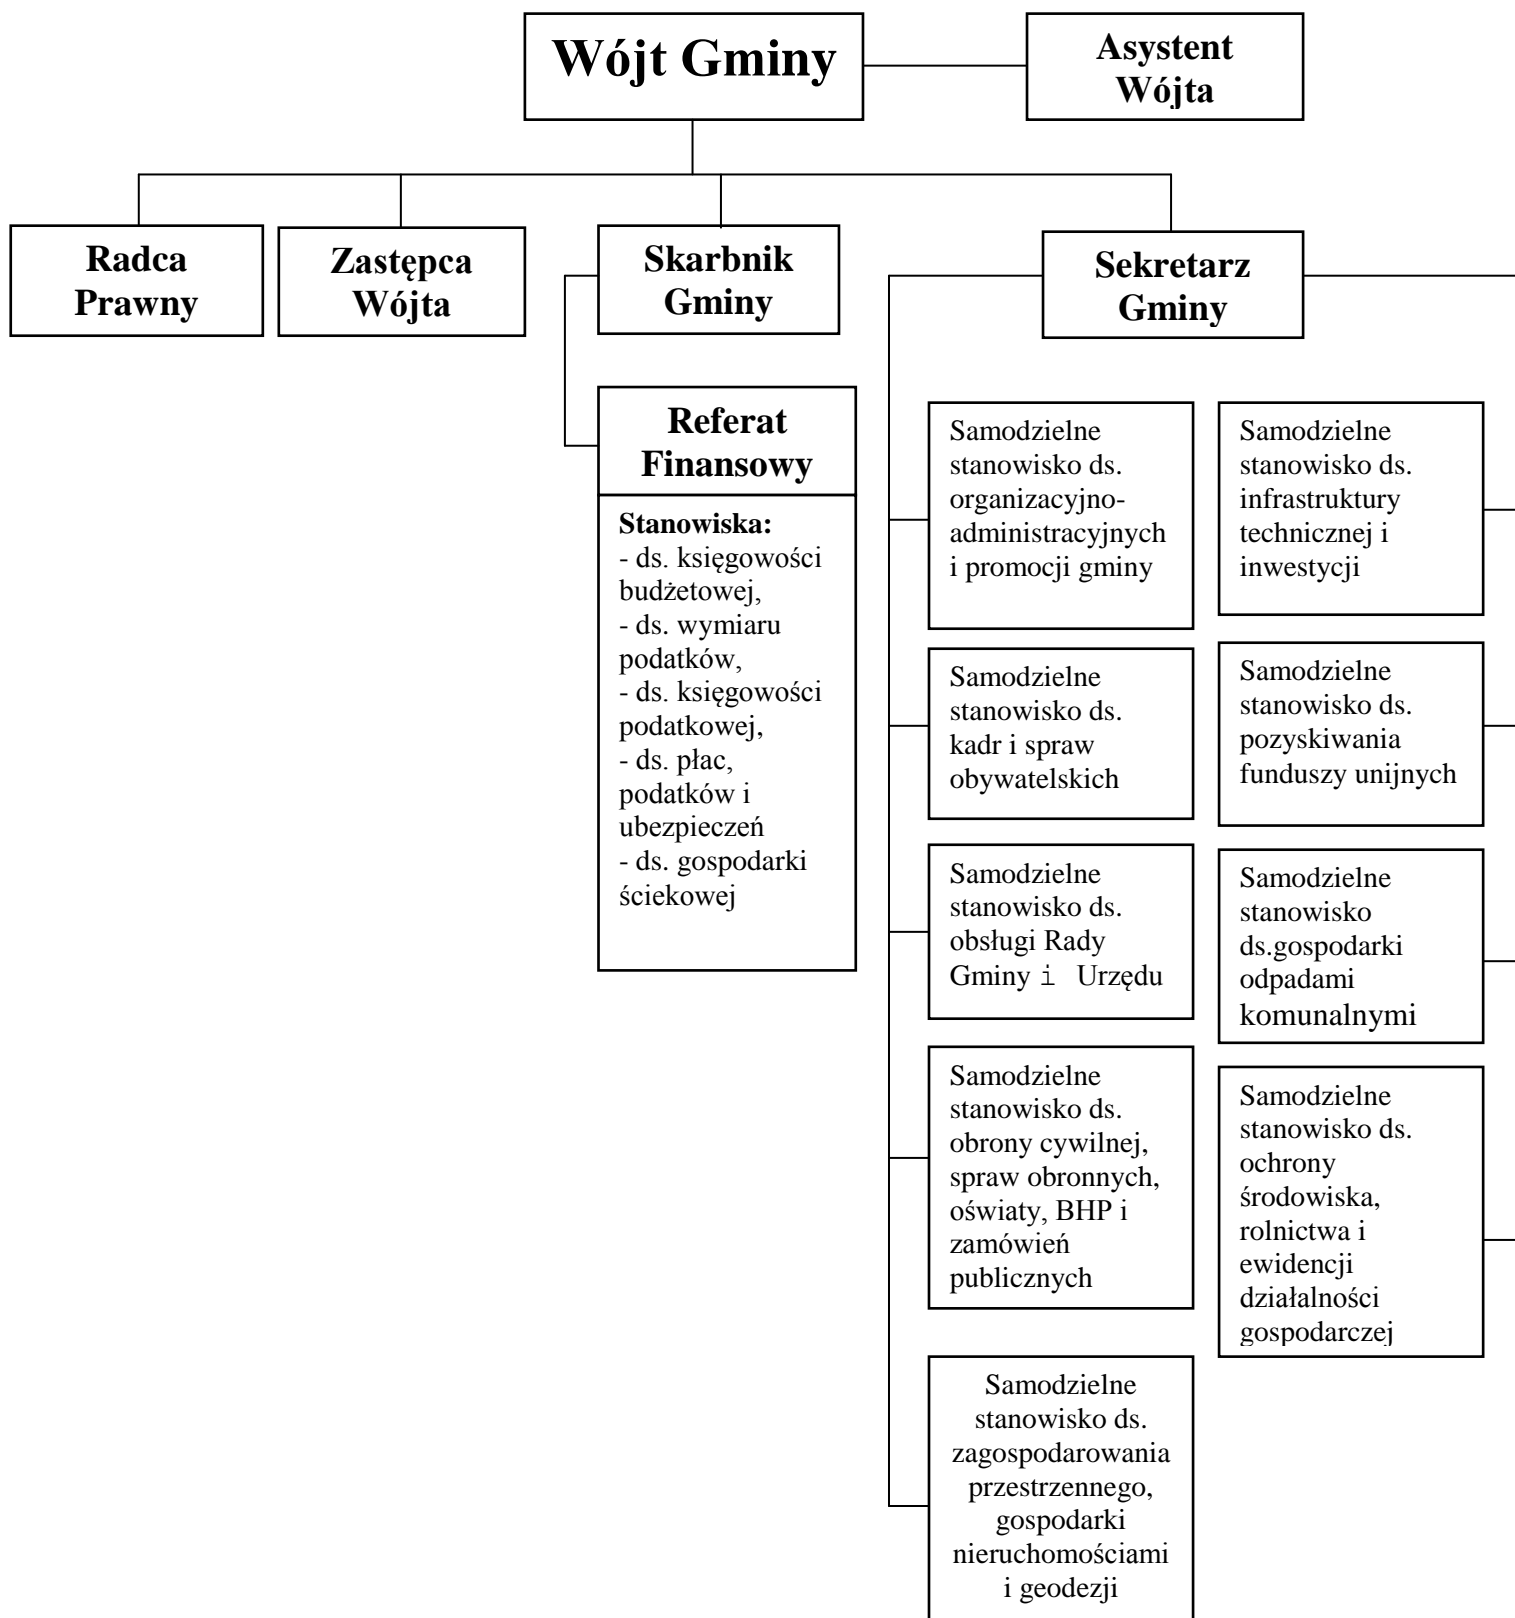 Wójt Gminy
Asystent
Wójta
Radca
Prawny
Zastępca
Wójta
Skarbnik
Gminy
Sekretarz
Gminy
Referat
Finansowy
Stanowiska:
- ds. księgowości
budżetowej,
- ds. wymiaru
podatków,
- ds. księgowości
podatkowej,
- ds. płac,
podatków i
ubezpieczeń
- ds. gospodarki
ściekowej
Samodzielne
stanowisko ds.
organizacyjno-
administracyjnych
i promocji gminy
Samodzielne
stanowisko ds.
kadr i spraw
obywatelskich
Samodzielne
stanowisko ds.
obsługi Rady
Gminy i Urzędu
Samodzielne
stanowisko ds.
obrony cywilnej,
spraw obronnych,
oświaty, BHP i
zamówień
publicznych
Samodzielne
stanowisko ds.
zagospodarowania
przestrzennego,
gospodarki
nieruchomościami
i geodezji
Samodzielne
stanowisko ds.
infrastruktury
technicznej i
inwestycji
Samodzielne
stanowisko ds.
pozyskiwania
funduszy unijnych
Samodzielne
stanowisko
ds.gospodarki
odpadami
komunalnymi
Samodzielne
stanowisko ds.
ochrony
środowiska,
rolnictwa i
ewidencji
działalności
gospodarczej